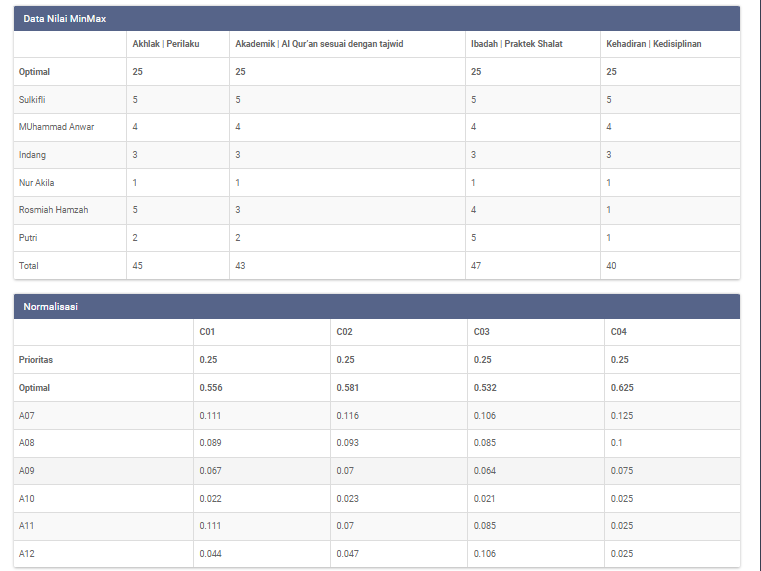 Data Nilai MinMax
Akhlak | Perilaku Akademik | Al Qur'an sesuai dengan tajwid Ibadah | Praktek Shalat Kehadiran | Kedisiplinan
Optimal 25 25 25 25
Sulkifli 5 5 5 5
MUhammad Anwar 4 4 4 4
Indang 3 3 3 3
Nur Akila 1 1 1 1
Rosmiah Hamzah 5 3 4 1
Putri 2 2 5 1
Total 45 43 47 40
Normalisasi
C01 C02 C03 C04
Prioritas 0.25 0.25 0.25 0.25
Optimal 0.556 0.581 0.532 0.625
A07 0.111 0.116 0.106 0.125
A08 0.089 0.093 0.085 0.1
A09 0.067 0.07 0.064 0.075
A10 0.022 0.023 0.021 0.025
A11 0.111 0.07 0.085 0.025
A12 0.044 0.047 0.106 0.025